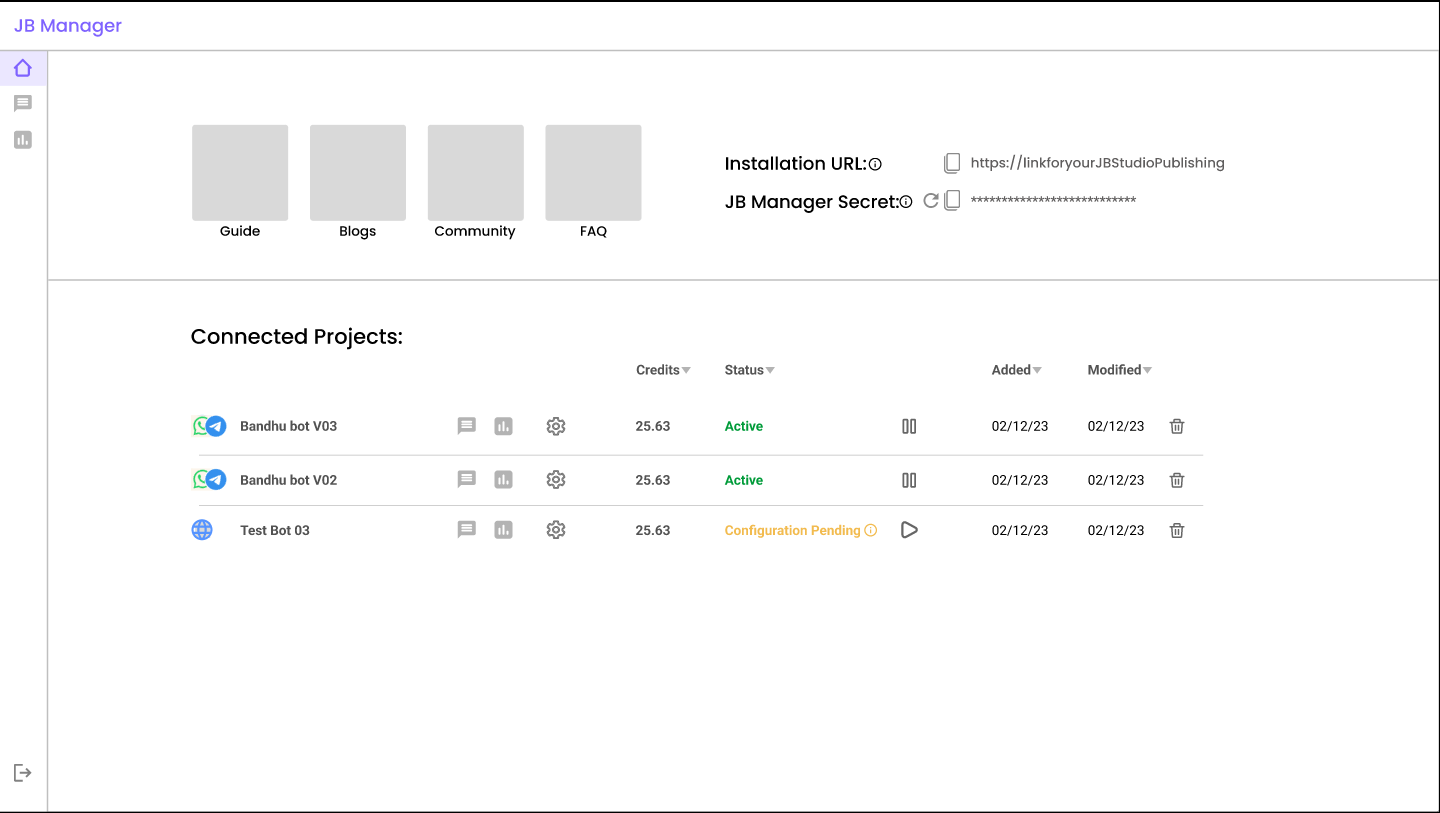 JB Manager
Installation URL: https://linkforyourJBStudioPublishing
JB Manager Secret: ***************************
Guide Blogs Community FAQ
Connected Projects:
Credits Status Added Modified
Bandhu bot V03 25.63 Active 02/12/23 02/12/23
Bandhu bot V02 25.63 Active 02/12/23 02/12/23
Test Bot 03 25.63 Configuration Pending 02/12/23 02/12/23